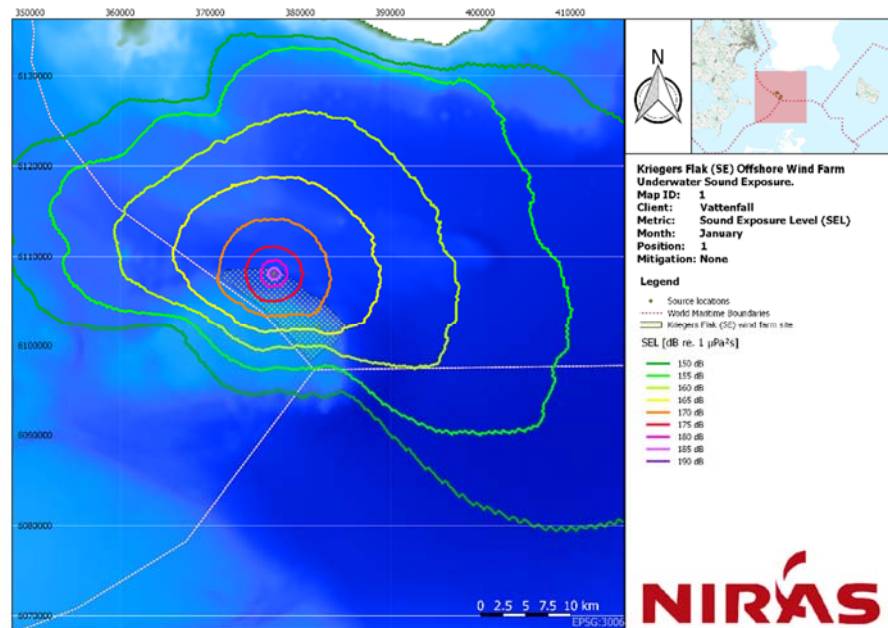 350000 360000 370000 380000 390000 400000 410000
6130000
6120000
6110000
6100000
6090000
6080000
6070000
0 2.5 5 7.5 10 km
EPSG:3006
N
Kriegers Flak (SE) Offshore Wind Farm
Underwater Sound Exposure.
Map ID: 1
Client: Vattenfall
Metric: Sound Exposure Level (SEL)
Month: January
Position: 1
Mitigation: None
Legend
Source locations
World Maritime Boundaries
Kriegers Flak (SE) wind farm site
SEL [dB re. 1 µPa²s]
150 dB
155 dB
160 dB
165 dB
170 dB
175 dB
180 dB
185 dB
190 dB
NIRAS